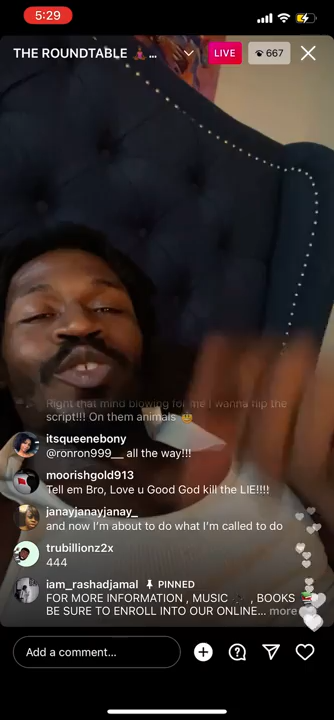 5:29
THE ROUNDTABLE 🧘🏾‍♂️ ...
LIVE
667
Right that mind blowing for me I wanna flip the
script!!! On them animals 😄
itsqueenebony
@ronron999__ all the way!!!
moorishgold913
Tell em Bro, Love u Good God kill the LIE!!!!
janayjanayjanay_
and now I’m about to do what I’m called to do
trubillionz2x
444
iam_rashadjamal PINNED
FOR MORE INFORMATION , MUSIC , BOOKS
BE SURE TO ENROLL INTO OUR ONLINE... more
Add a comment...